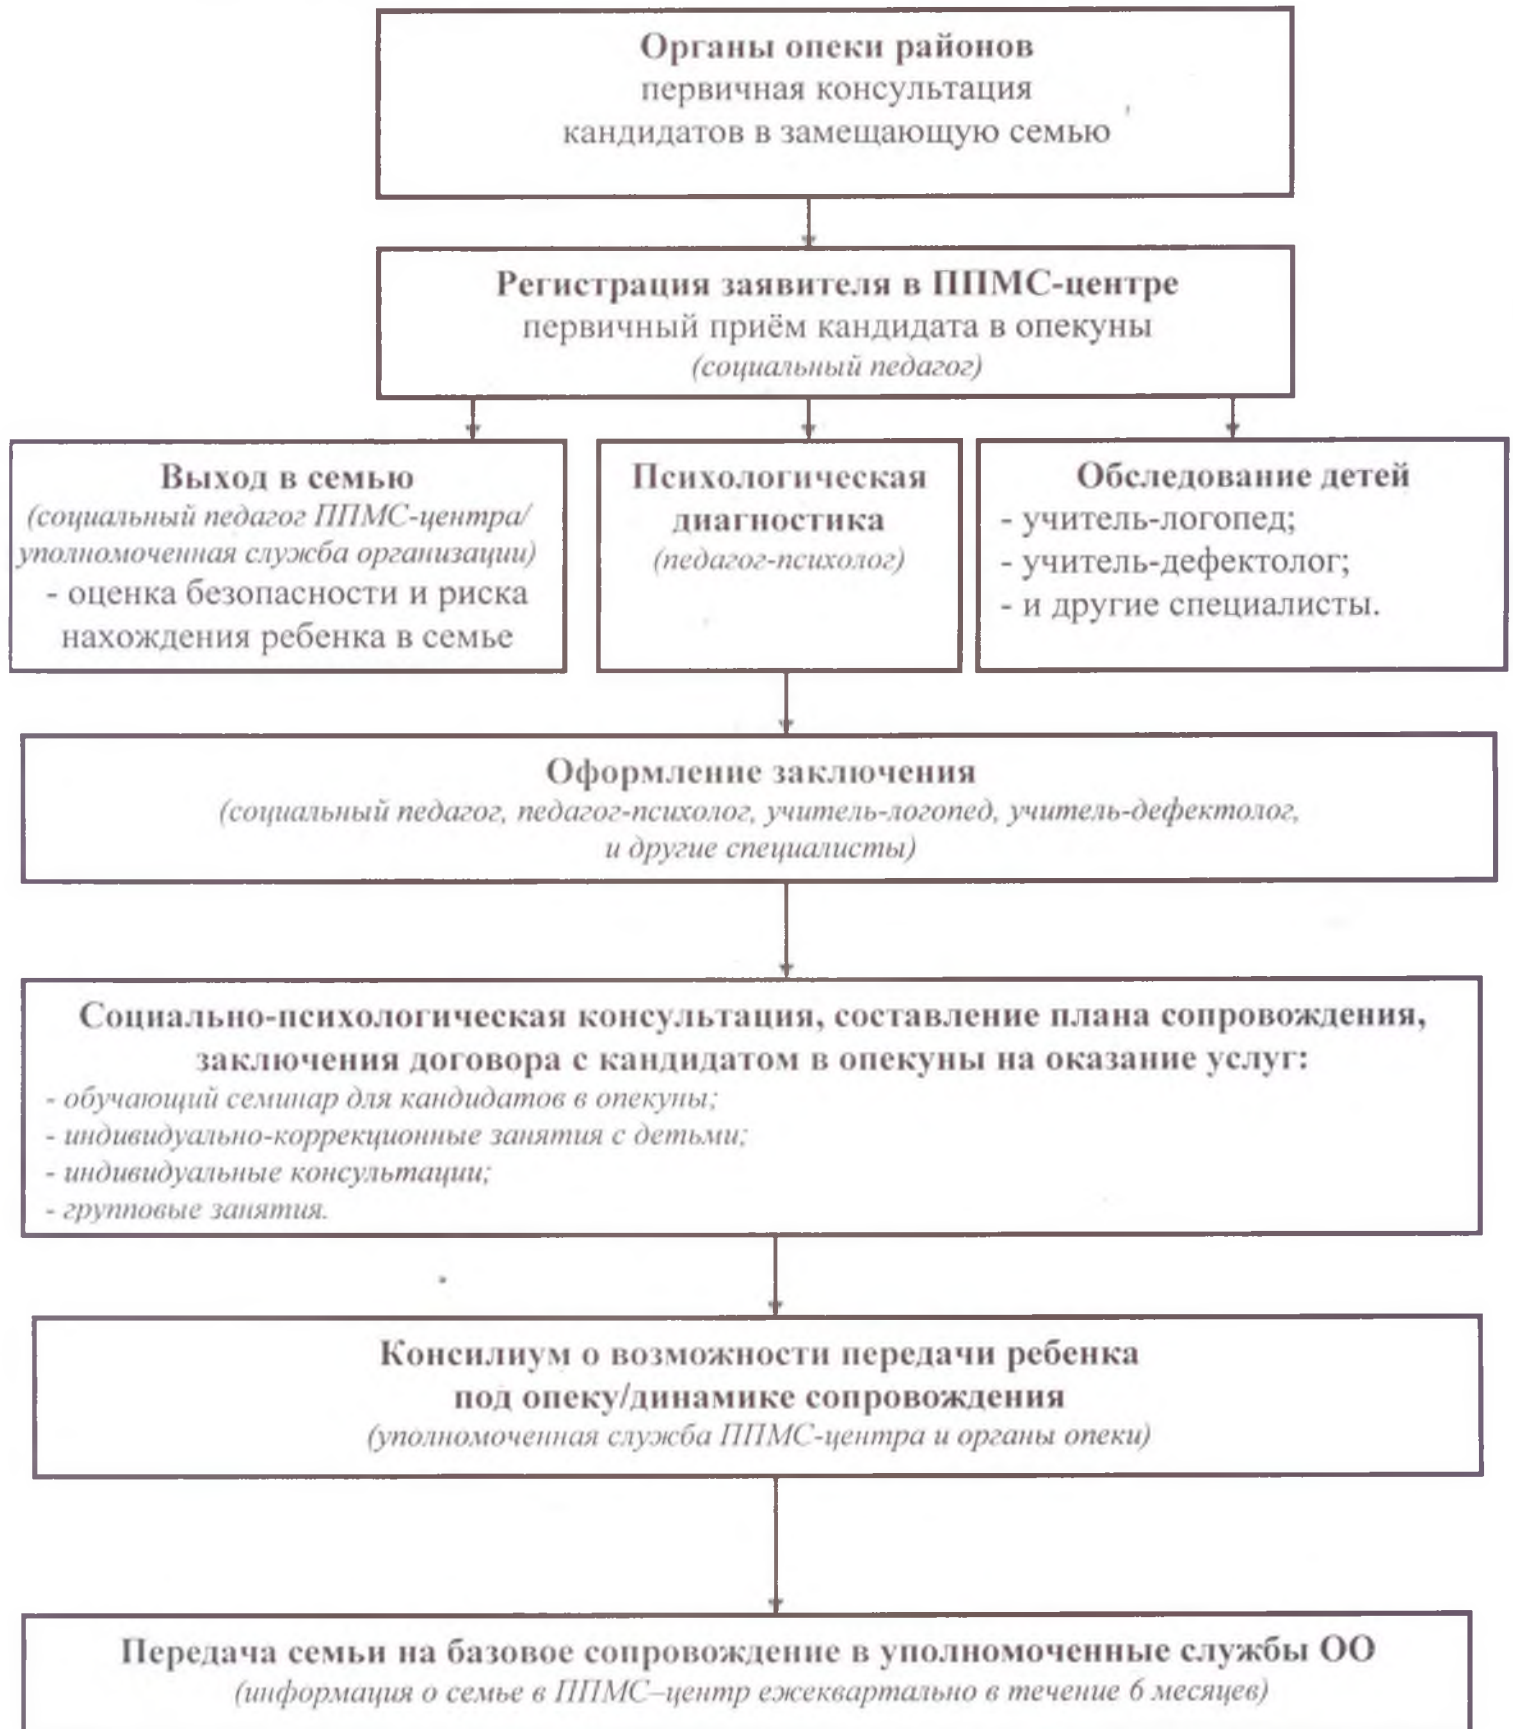 Органы опеки районов
первичная консультация
кандидатов в замещающую семью
Регистрация заявителя в ППМС-центре
первичный приём кандидата в опекуны
(социальный педагог)
Выход в семью
(социальный педагог ППМС-центра/
уполномоченная служба организации)
- оценка безопасности и риска
нахождения ребенка в семье
Психологическая
диагностика
(педагог-психолог)
Обследование детей
- учитель-логопед;
- учитель-дефектолог;
- и другие специалисты.
Оформление заключения
(социальный педагог, педагог-психолог, учитель-логопед, учитель-дефектолог,
и другие специалисты)
Социально-психологическая консультация, составление плана сопровождения,
заключения договора с кандидатом в опекуны на оказание услуг:
- обучающий семинар для кандидатов в опекуны;
- индивидуально-коррекционные занятия с детьми;
- индивидуальные консультации;
- групповые занятия.
Консилиум о возможности передачи ребенка
под опеку/динамике сопровождения
(уполномоченная служба ППМС-центра и органы опеки)
Передача семьи на базовое сопровождение в уполномоченные службы ОО
(информация о семье в ППМС–центр ежеквартально в течение 6 месяцев)